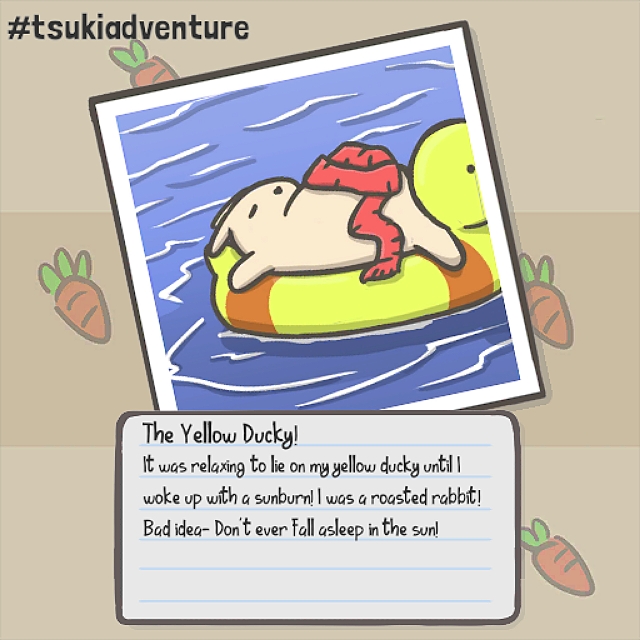 #tsukiadventure
The Yellow Ducky!
It was relaxing to lie on my yellow ducky until I
woke up with a sunburn! I was a roasted rabbit!
Bad idea- Don't ever Fall asleep in the sun!